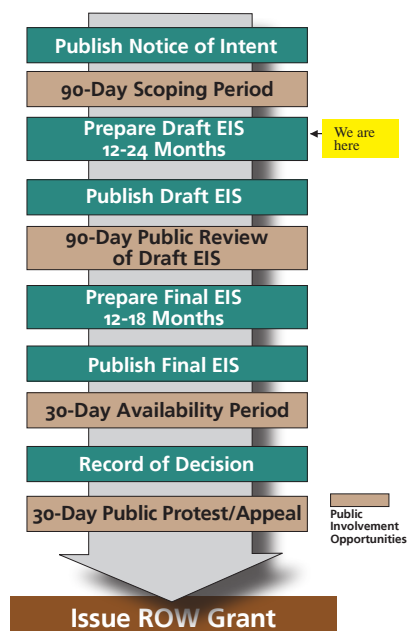 Publish Notice of Intent
90-Day Scoping Period
Prepare Draft EIS
12-24 Months
We are
here
Publish Draft EIS
90-Day Public Review
of Draft EIS
Prepare Final EIS
12-18 Months
Publish Final EIS
30-Day Availability Period
Record of Decision
30-Day Public Protest/Appeal
Public
Involvement
Opportunities
Issue ROW Grant